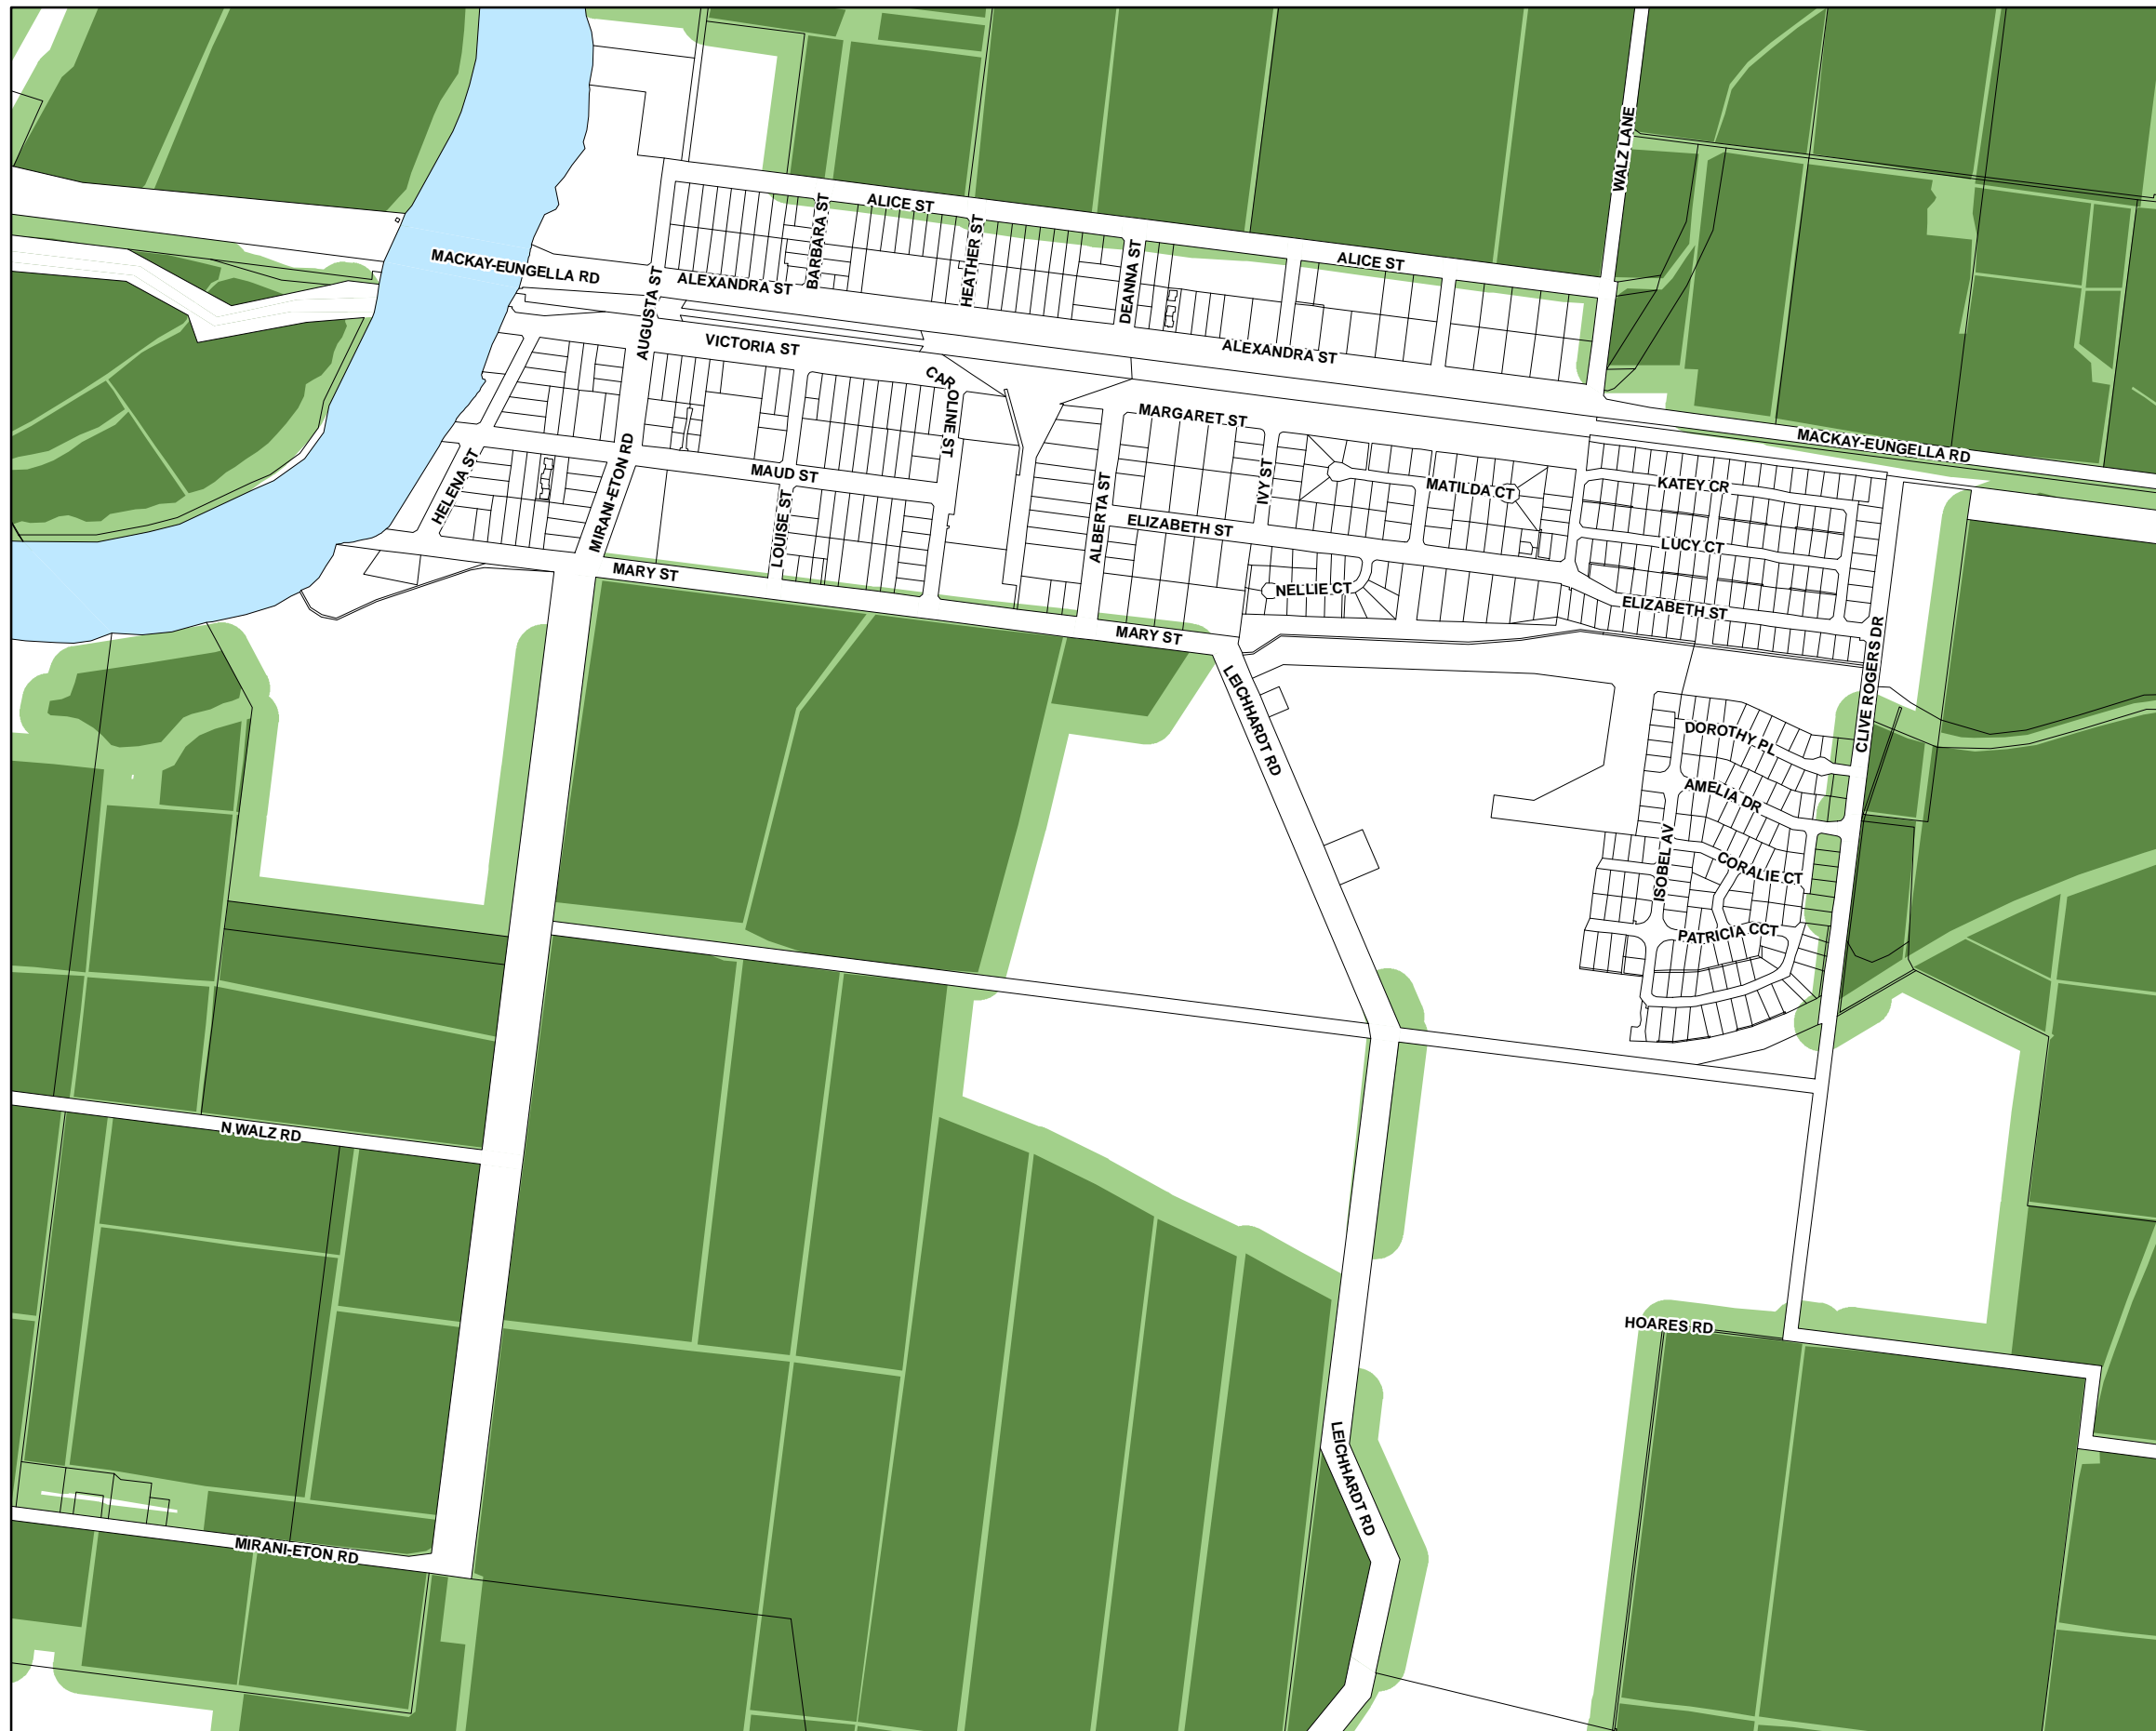 WALZ LANE
ALICE ST
BARBARA ST
HEATHER ST
DEANNA ST
ALICE ST
MACKAY-EUNGELLA RD
ALEXANDRA ST
AUGUSTA ST
VICTORIA ST
ALEXANDRA ST
CAROLINE ST
MARGARET ST
MACKAY-EUNGELLA RD
MAUD ST
HELENA ST
MIRANI-ETON RD
LOUISE ST
ALBERTA ST
IVY ST
MATILDA CT
KATEY CR
ELIZABETH ST
LUCY CT
MARY ST
NELLIE CT
ELIZABETH ST
MARY ST
LEICHHARDT RD
CLIVE ROGERS DR
DOROTHY PL
AMELIA DR
ISOBEL AV
CORALIE CT
PATRICIA CCT
N WALZ RD
HOARES RD
LEICHHARDT RD
MIRANI-ETON RD